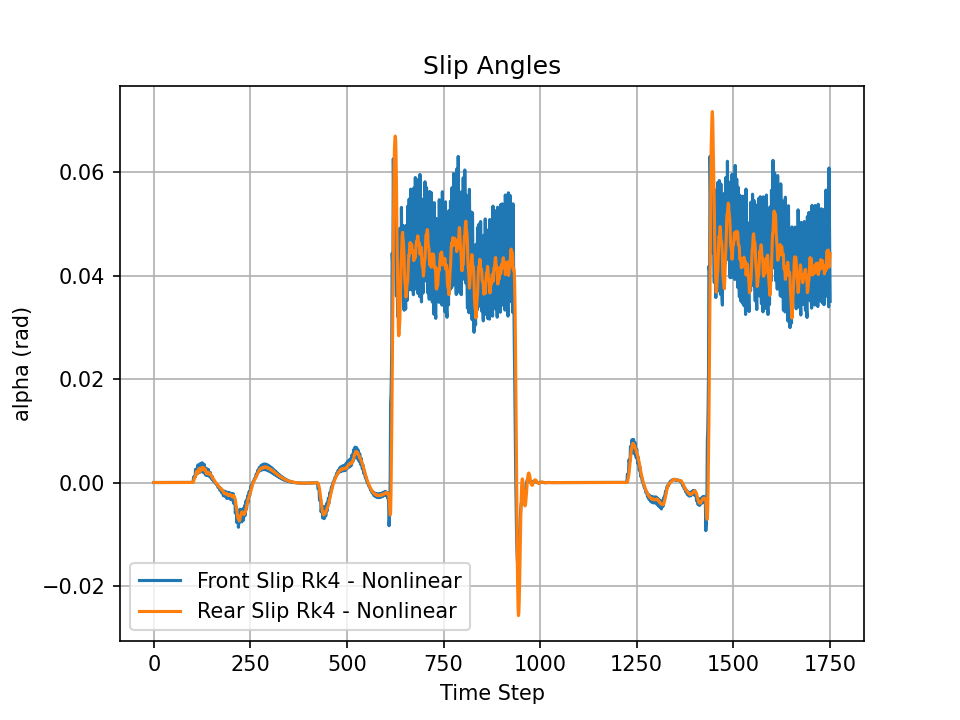 Slip Angles
alpha (rad)
0.06
0.04
0.02
0.00
−0.02
Front Slip Rk4 - Nonlinear
Rear Slip Rk4 - Nonlinear
0 250 500 750 1000 1250 1500 1750
Time Step